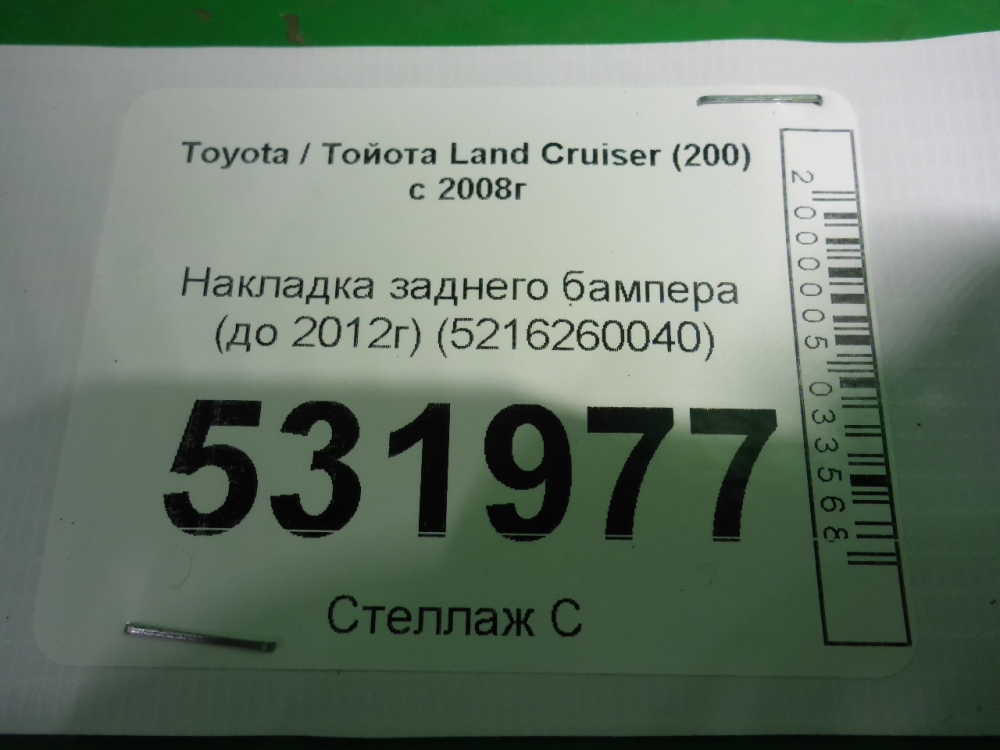 Toyota / Тойота Land Cruiser (200)
с 2008г
Накладка заднего бампера
(до 2012г) (5216260040)
531977
Стеллаж С
2000005033568